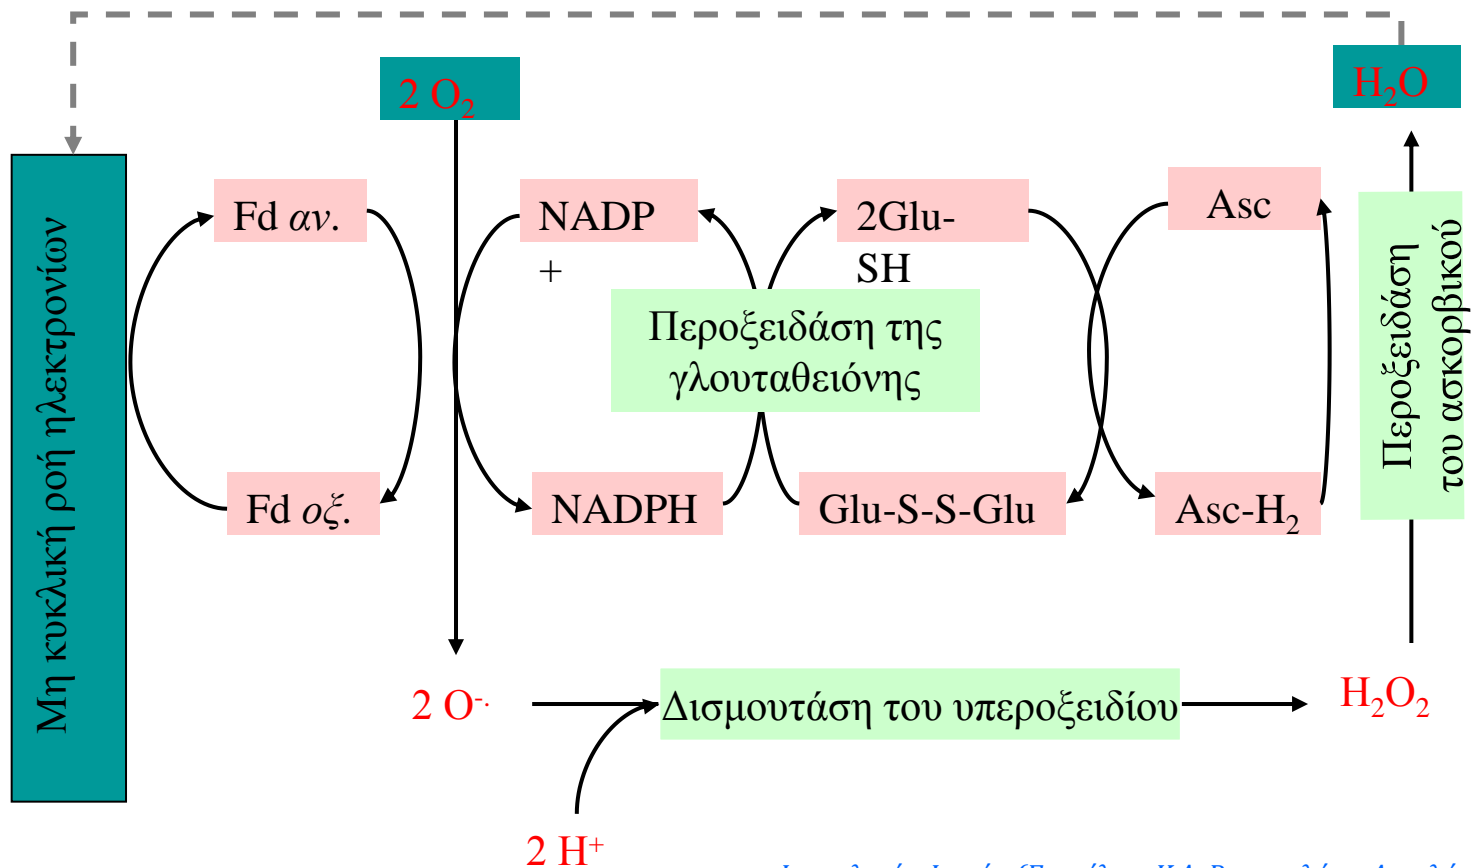 2 O₂
H₂O
Μη κυκλική ροή ηλεκτρονίων
Fd αν.
NADP
+
2Glu-
SH
Asc
Περοξειδάση της
γλουταθειόνης
Περοξειδάση
του ασκορβικού
Fd οξ.
NADPH
Glu-S-S-Glu
Asc-H₂
2 O⁻·
Δισμουτάση του υπεροξειδίου
H₂O₂
2 H⁺